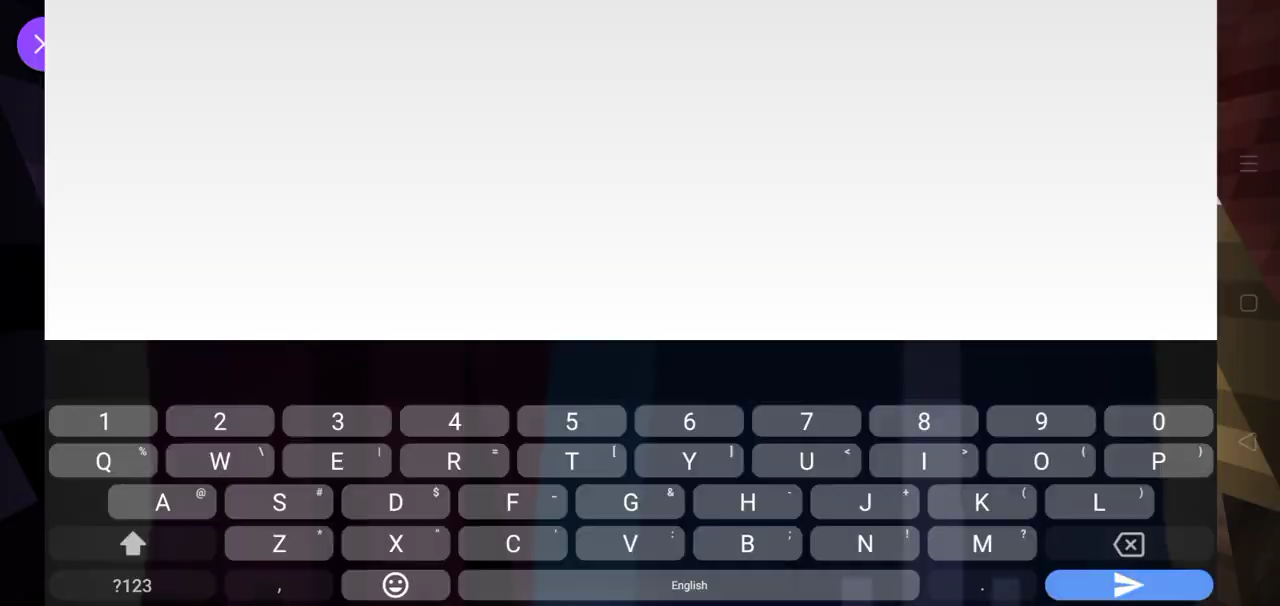 1 2 3 4 5 6 7 8 9 0
Q % W \ E | R = T [ Y ] U < I > O ( P )
A @ S # D $ F _ G & H - J + K ( L )
Z * X " C ' V : B ; N ! M ?
?123 , English .